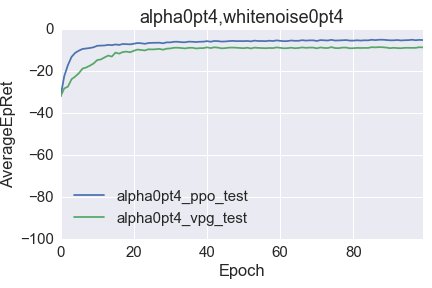 alpha0pt4,whitenoise0pt4
AverageEpRet
0
−20
−40
−60
−80
−100
alpha0pt4_ppo_test
alpha0pt4_vpg_test
0 20 40 60 80
Epoch